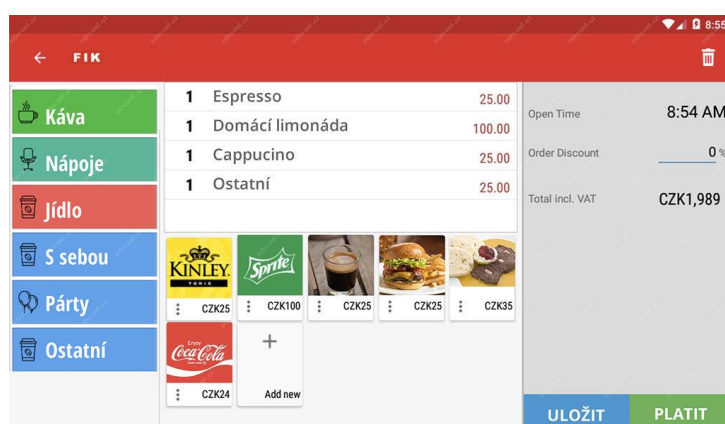 8:55
FIK
Káva
Nápoje
Jídlo
S sebou
Párty
Ostatní
1 Espresso 25.00
1 Domácí limonáda 100.00
1 Cappucino 25.00
1 Ostatní 25.00
KINLEY
TONIC
CZK25
Sprite
CZK100
CZK25
CZK25
CZK35
Enjoy
Coca-Cola
CZK24
Add new
Open Time 8:54 AM
Order Discount 0 %
Total incl. VAT CZK1,989
ULOŽIT
PLATIT